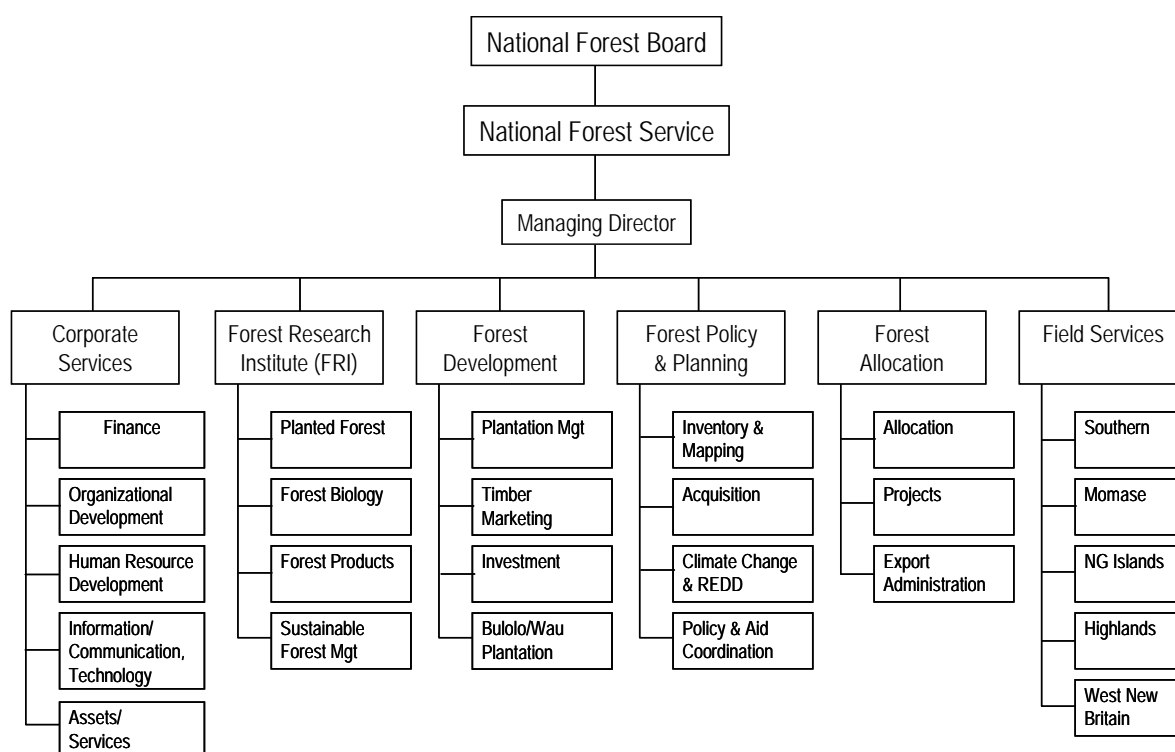 National Forest Board
National Forest Service
Managing Director
Corporate
Services
Finance
Organizational
Development
Human Resource
Development
Information/
Communication,
Technology
Assets/
Services
Forest Research
Institute (FRI)
Planted Forest
Forest Biology
Forest Products
Sustainable
Forest Mgt
Forest
Development
Plantation Mgt
Timber
Marketing
Investment
Bulolo/Wau
Plantation
Forest Policy
& Planning
Inventory &
Mapping
Acquisition
Climate Change
& REDD
Policy & Aid
Coordination
Forest
Allocation
Allocation
Projects
Export
Administration
Field Services
Southern
Momase
NG Islands
Highlands
West New
Britain